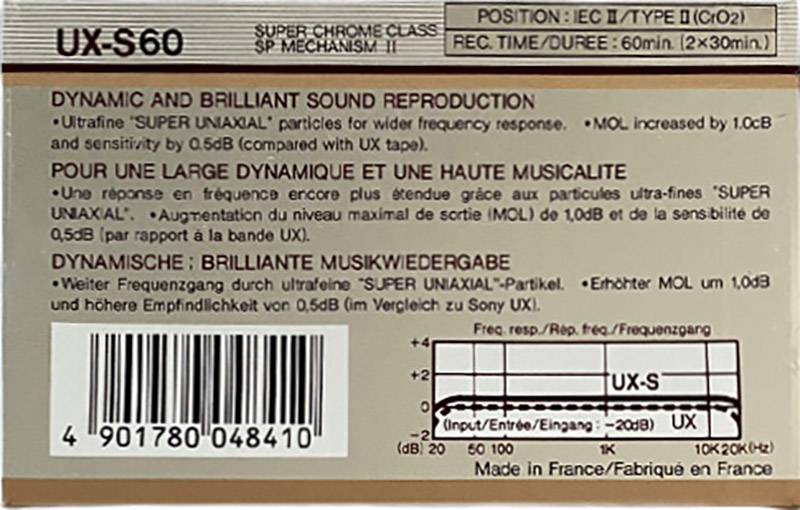 UX-S60
SUPER CHROME CLASS
SP MECHANISM II
POSITION : IEC II/TYPE II (CrO2)
REC. TIME/DUREE : 60min. (2×30min.)
DYNAMIC AND BRILLIANT SOUND REPRODUCTION
•Ultrafine "SUPER UNIAXIAL" particles for wider frequency response. •MOL increased by 1.0dB
and sensitivity by 0.5dB (compared with UX tape).
POUR UNE LARGE DYNAMIQUE ET UNE HAUTE MUSICALITE
•Une réponse en fréquence encore plus étendue grâce aux particules ultra-fines "SUPER
UNIAXIAL". •Augmentation du niveau maximal de sortie (MOL) de 1,0dB et de la sensibilité de
0,5dB (par rapport à la bande UX).
DYNAMISCHE ; BRILLIANTE MUSIKWIEDERGABE
•Weiter Frequenzgang durch ultrafeine "SUPER UNIAXIAL"-Partikel. •Erhöhter MOL um 1,0dB
und höhere Empfindlichkeit von 0,5dB (im Vergleich zu Sony UX).
4 901780 048410
Freq. resp./Rép. fréq./Frequenzgang
+4
+2
UX-S
0
(Input/Entrée/Eingang : -20dB) UX
-2
(dB) 20 50 100 1K 10K 20K(Hz)
Made in France/Fabriqué en France